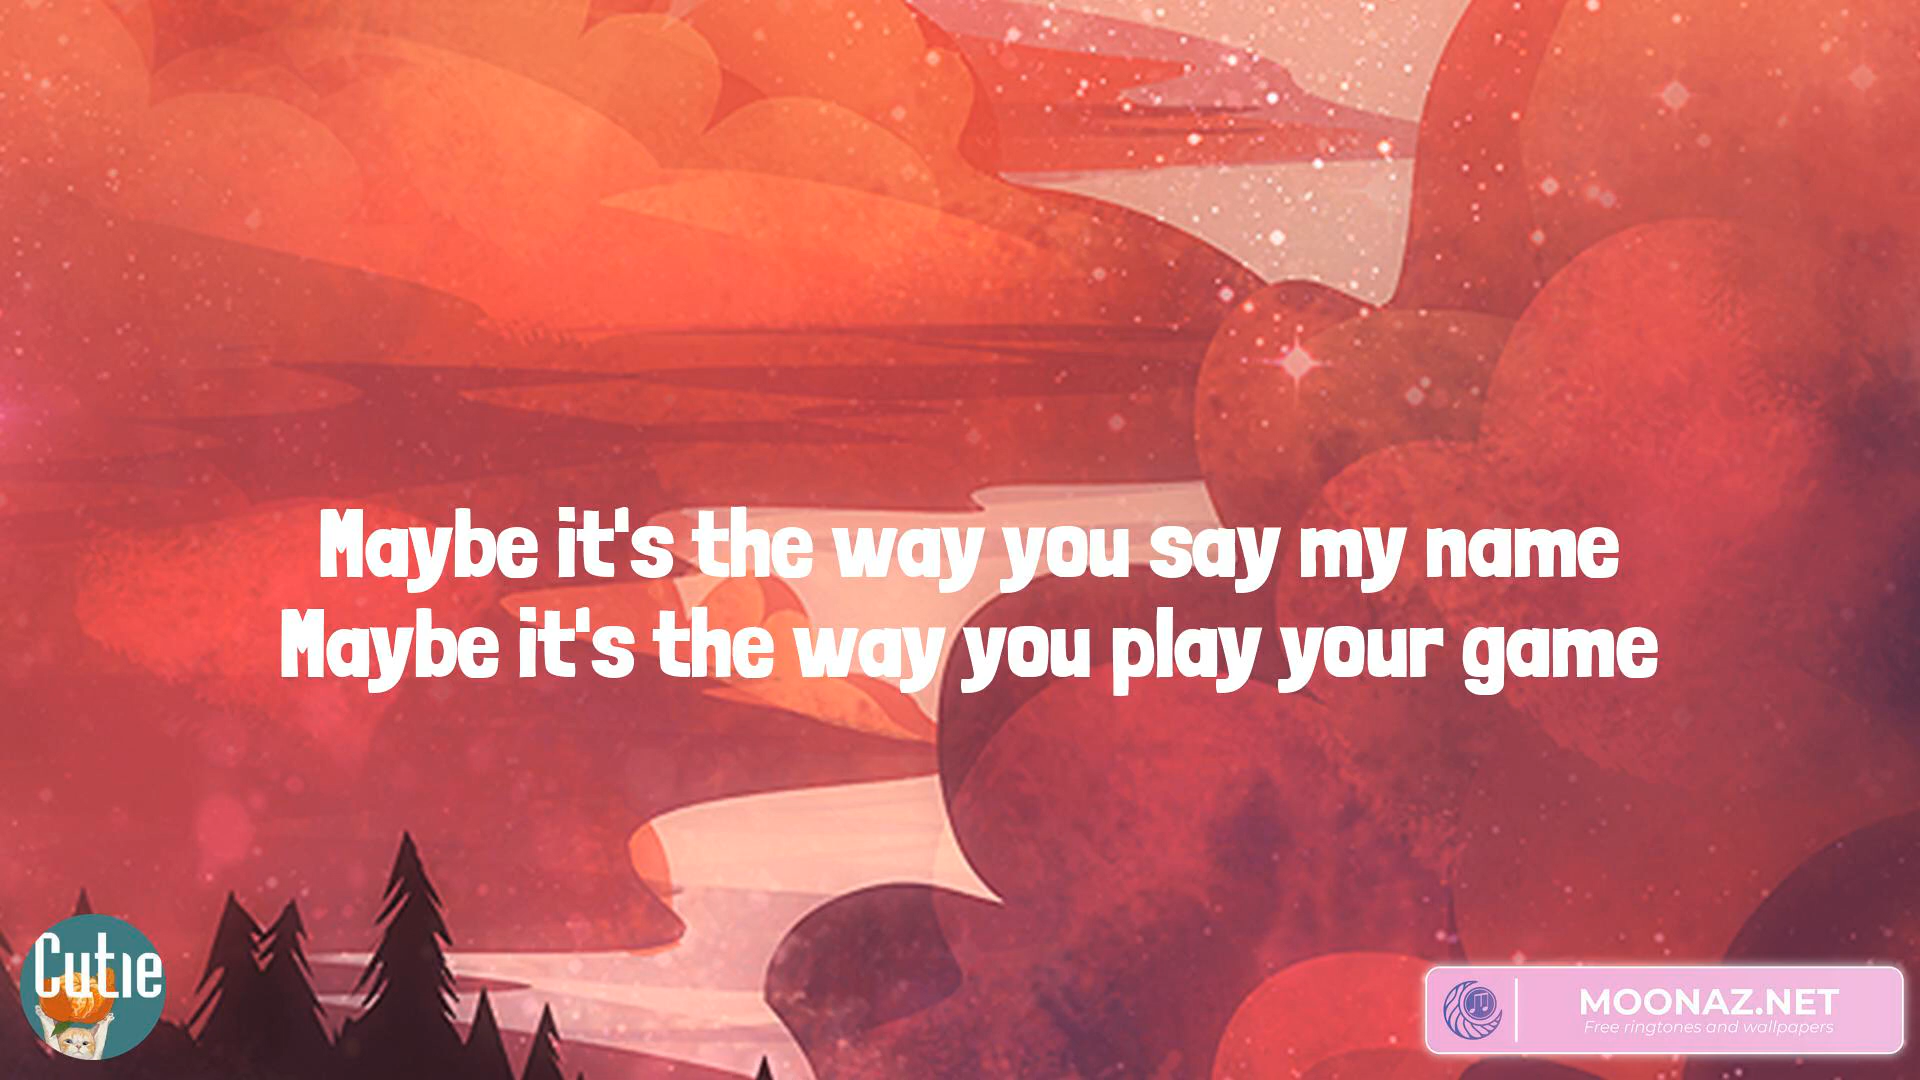 Maybe it's the way you say my name
Maybe it's the way you play your game
Cutie
MOONAZ.NET
Free ringtones and wallpapers